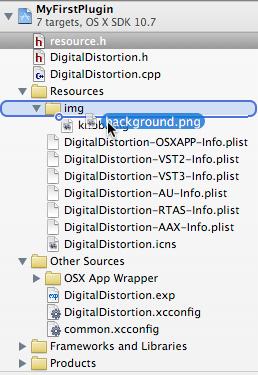 MyFirstPlugin
7 targets, OS X SDK 10.7
resource.h
DigitalDistortion.h
DigitalDistortion.cpp
Resources
img
background.png
DigitalDistortion-OSXAPP-Info.plist
DigitalDistortion-VST2-Info.plist
DigitalDistortion-VST3-Info.plist
DigitalDistortion-AU-Info.plist
DigitalDistortion-RTAS-Info.plist
DigitalDistortion-AAX-Info.plist
DigitalDistortion.icns
Other Sources
OSX App Wrapper
exp DigitalDistortion.exp
DigitalDistortion.xcconfig
common.xcconfig
Frameworks and Libraries
Products